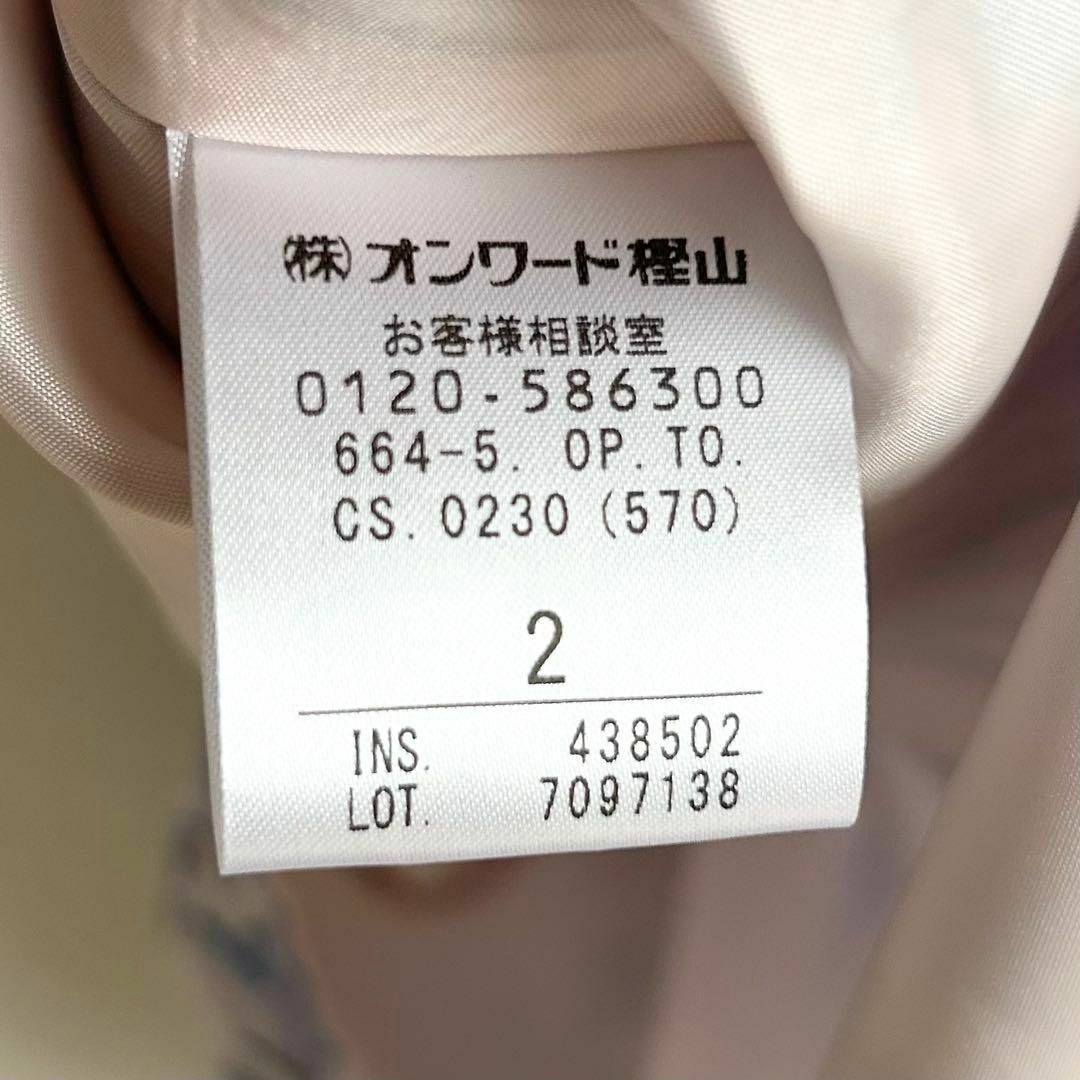 (株)オンワード樫山
お客様相談室
0120-586300
664-5. OP. TO.
CS. 0230 (570)
2
INS. 438502
LOT. 7097138